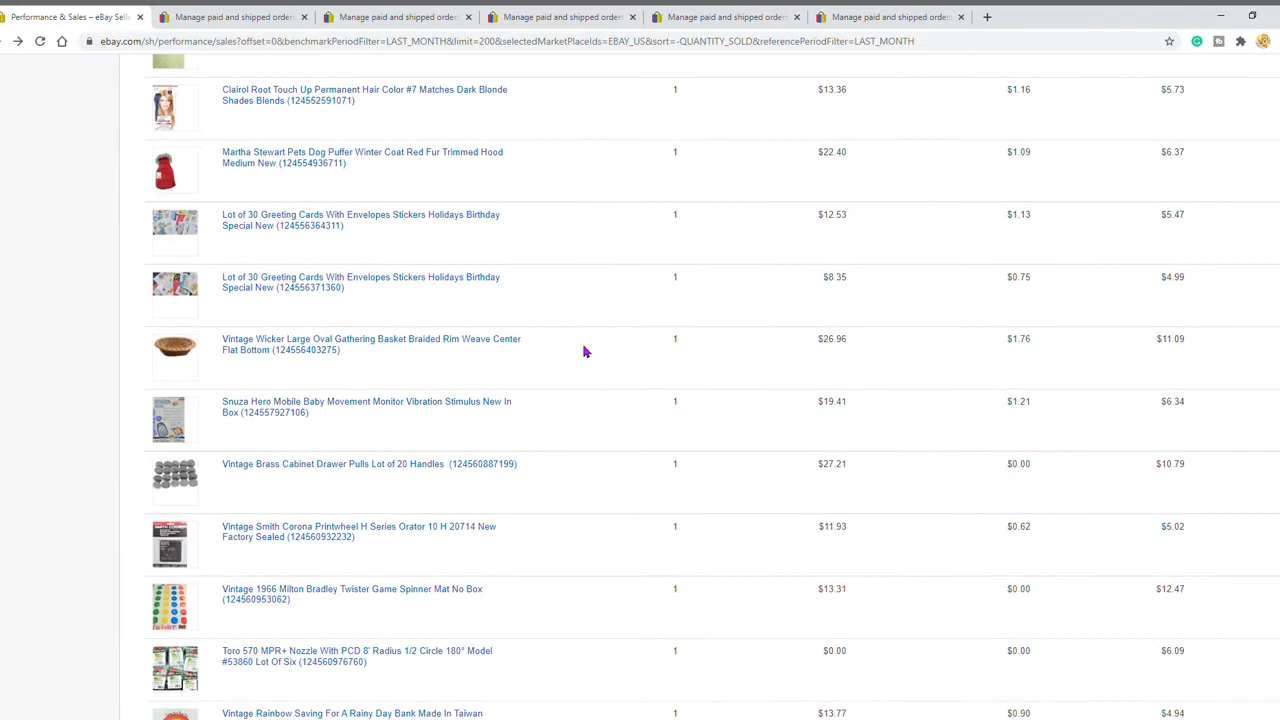 Performance & Sales – eBay Selle
Manage paid and shipped order
Manage paid and shipped order
Manage paid and shipped order
Manage paid and shipped order
Manage paid and shipped order
ebay.com/sh/performance/sales?offset=0&benchmarkPeriodFilter=LAST_MONTH&limit=200&selectedMarketPlaceIds=EBAY_US&sort=-QUANTITY_SOLD&referencePeriodFilter=LAST_MONTH
Clairol Root Touch Up Permanent Hair Color #7 Matches Dark Blonde 1 $13.36 $1.16 $5.73
Shades Blends (124552591071)
Martha Stewart Pets Dog Puffer Winter Coat Red Fur Trimmed Hood 1 $22.40 $1.09 $6.37
Medium New (124554936711)
Lot of 30 Greeting Cards With Envelopes Stickers Holidays Birthday 1 $12.53 $1.13 $5.47
Special New (124556364311)
Lot of 30 Greeting Cards With Envelopes Stickers Holidays Birthday 1 $8.35 $0.75 $4.99
Special New (124556371360)
Vintage Wicker Large Oval Gathering Basket Braided Rim Weave Center 1 $26.96 $1.76 $11.09
Flat Bottom (124556403275)
Snuza Hero Mobile Baby Movement Monitor Vibration Stimulus New In 1 $19.41 $1.21 $6.34
Box (124557927106)
Vintage Brass Cabinet Drawer Pulls Lot of 20 Handles (124560887199) 1 $27.21 $0.00 $10.79
Vintage Smith Corona Printwheel H Series Orator 10 H 20714 New 1 $11.93 $0.62 $5.02
Factory Sealed (124560932232)
Vintage 1966 Milton Bradley Twister Game Spinner Mat No Box 1 $13.31 $0.00 $12.47
(124560953062)
Toro 570 MPR+ Nozzle With PCD 8' Radius 1/2 Circle 180° Model 1 $0.00 $0.00 $6.09
#53860 Lot Of Six (124560976760)
Vintage Rainbow Saving For A Rainy Day Bank Made In Taiwan 1 $13.77 $0.90 $4.94